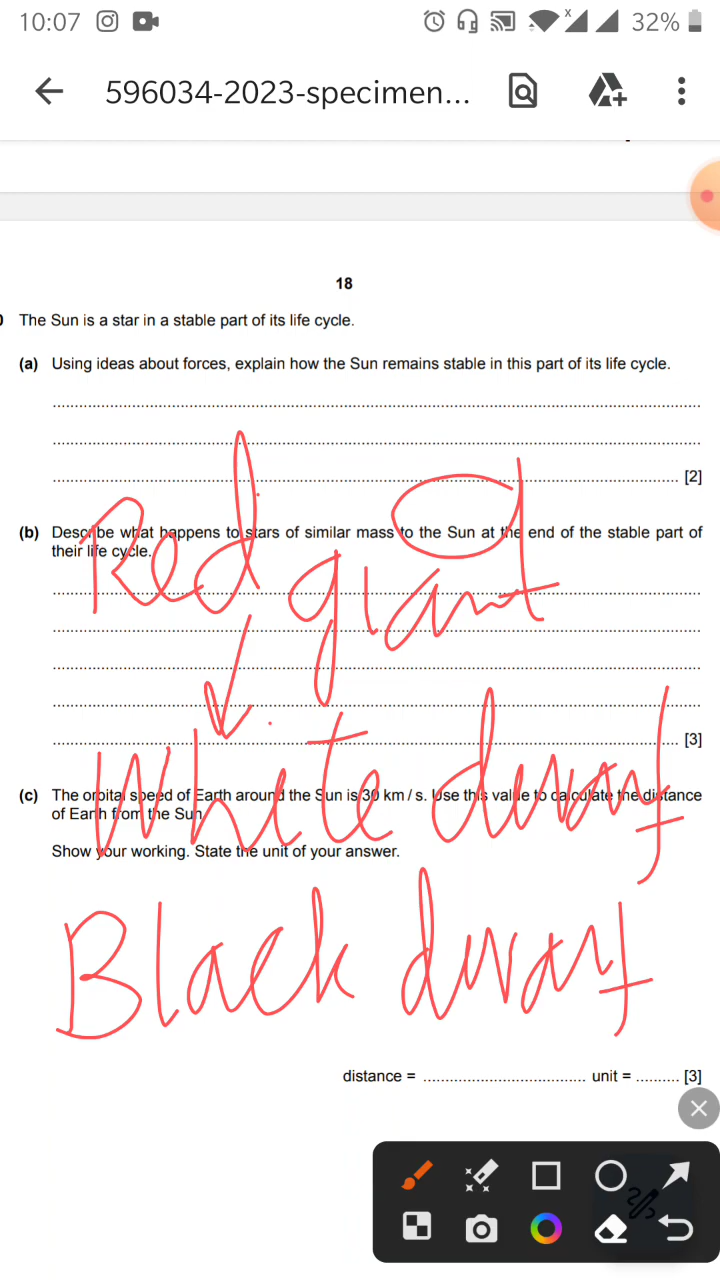 10:07 32%
596034-2023-specimen...
18
The Sun is a star in a stable part of its life cycle.
(a) Using ideas about forces, explain how the Sun remains stable in this part of its life cycle.
[2]
(b) Describe what happens to stars of similar mass to the Sun at the end of the stable part of
their life cycle.
Red giant
[3]
White dwarf
(c) The orbital speed of Earth around the Sun is 30 km/s. Use this value to calculate the distance
of Earth from the Sun.
Show your working. State the unit of your answer.
Black dwarf
distance = .................................... unit = .......... [3]